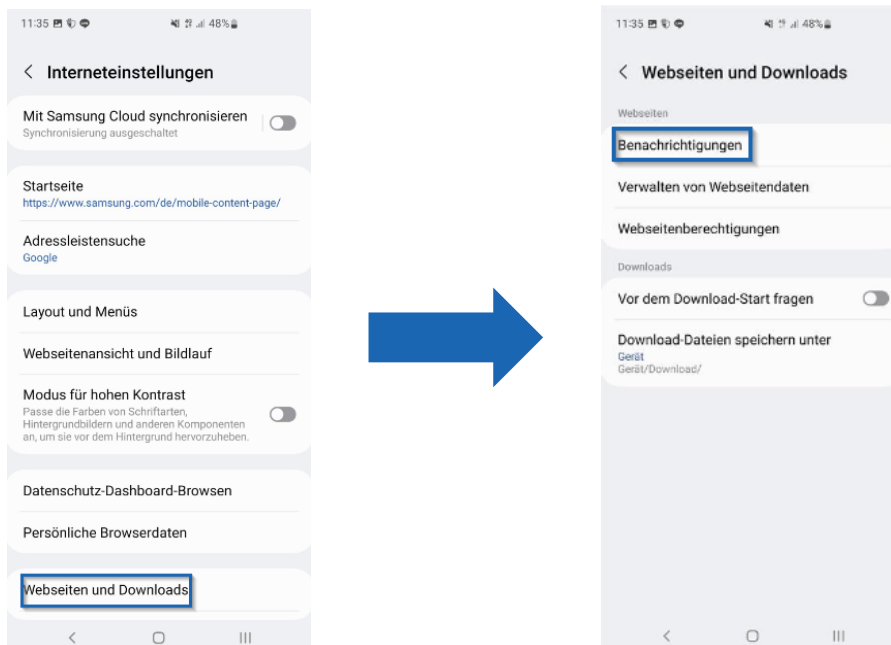 11:35
48%
Interneteinstellungen
Mit Samsung Cloud synchronisieren
Synchronisierung ausgeschaltet
Startseite
https://www.samsung.com/de/mobile-content-page/
Adressleistensuche
Google
Layout und Menüs
Webseitenansicht und Bildlauf
Modus für hohen Kontrast
Passe die Farben von Schriftarten,
Hintergrundbildern und anderen Komponenten
an, um sie vor dem Hintergrund hervorzuheben.
Datenschutz-Dashboard-Browsen
Persönliche Browserdaten
Webseiten und Downloads
11:35
48%
Webseiten und Downloads
Webseiten
Benachrichtigungen
Verwalten von Webseitendaten
Webseitenberechtigungen
Downloads
Vor dem Download-Start fragen
Download-Dateien speichern unter
Gerät
Gerät/Download/